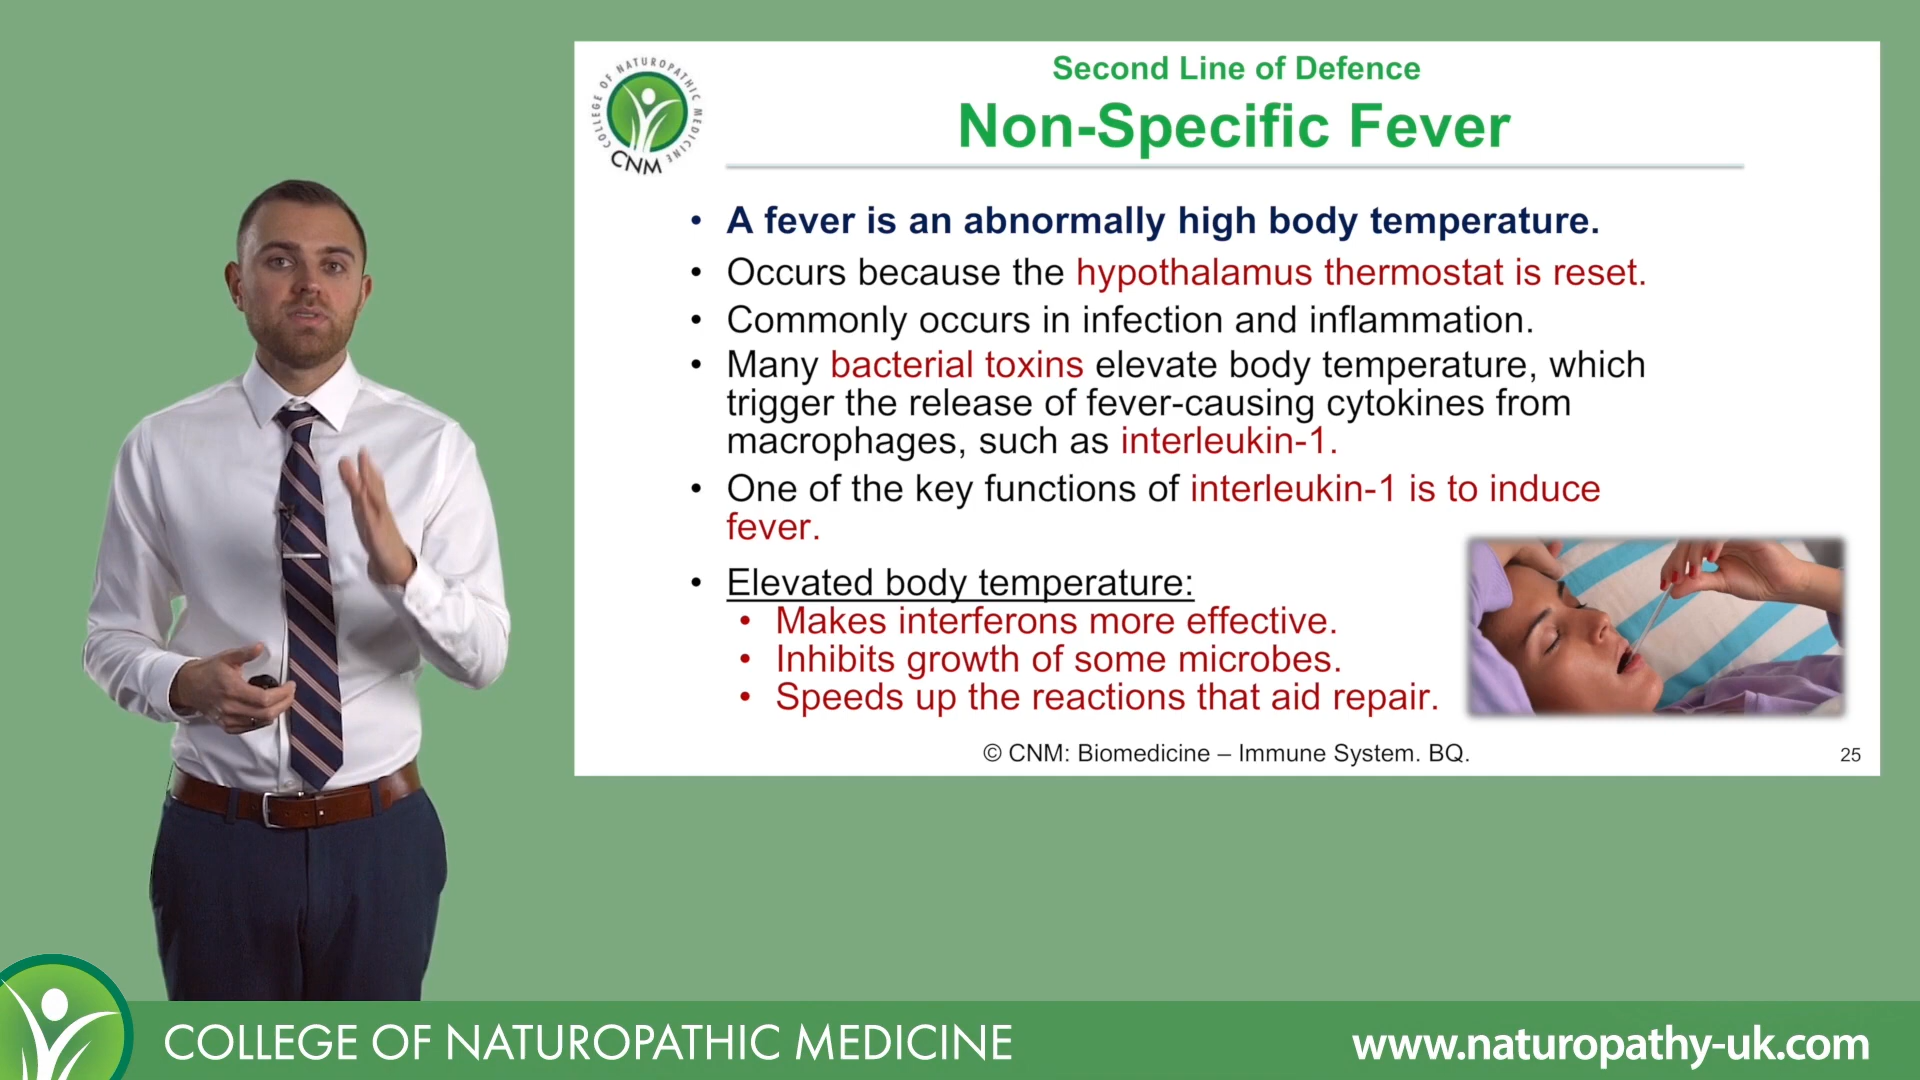 COLLEGE OF NATUROPATHIC MEDICINE
CNM
Second Line of Defence
Non-Specific Fever
• A fever is an abnormally high body temperature.
• Occurs because the hypothalamus thermostat is reset.
• Commonly occurs in infection and inflammation.
• Many bacterial toxins elevate body temperature, which
trigger the release of fever-causing cytokines from
macrophages, such as interleukin-1.
• One of the key functions of interleukin-1 is to induce
fever.
• Elevated body temperature:
• Makes interferons more effective.
• Inhibits growth of some microbes.
• Speeds up the reactions that aid repair.
© CNM: Biomedicine – Immune System. BQ.
25
COLLEGE OF NATUROPATHIC MEDICINE
www.naturopathy-uk.com